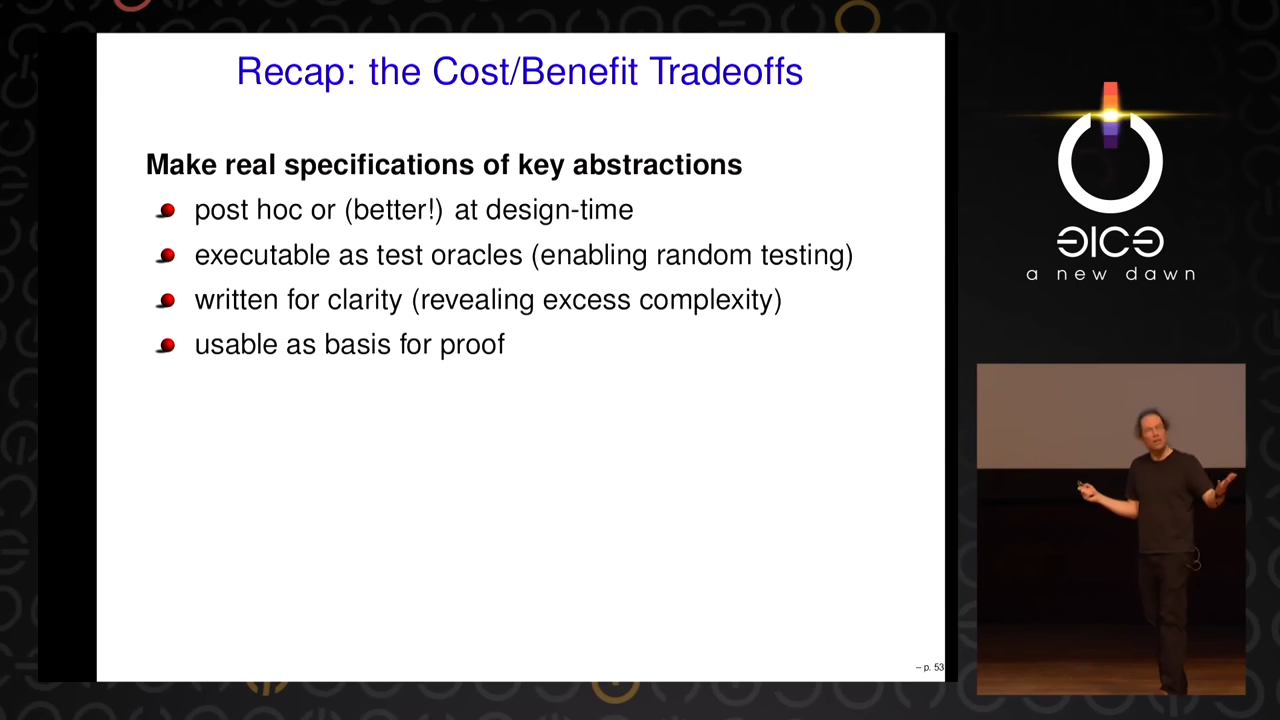 Recap: the Cost/Benefit Tradeoffs
Make real specifications of key abstractions
post hoc or (better!) at design-time
executable as test oracles (enabling random testing)
written for clarity (revealing excess complexity)
usable as basis for proof
– p. 53
31C3
a new dawn